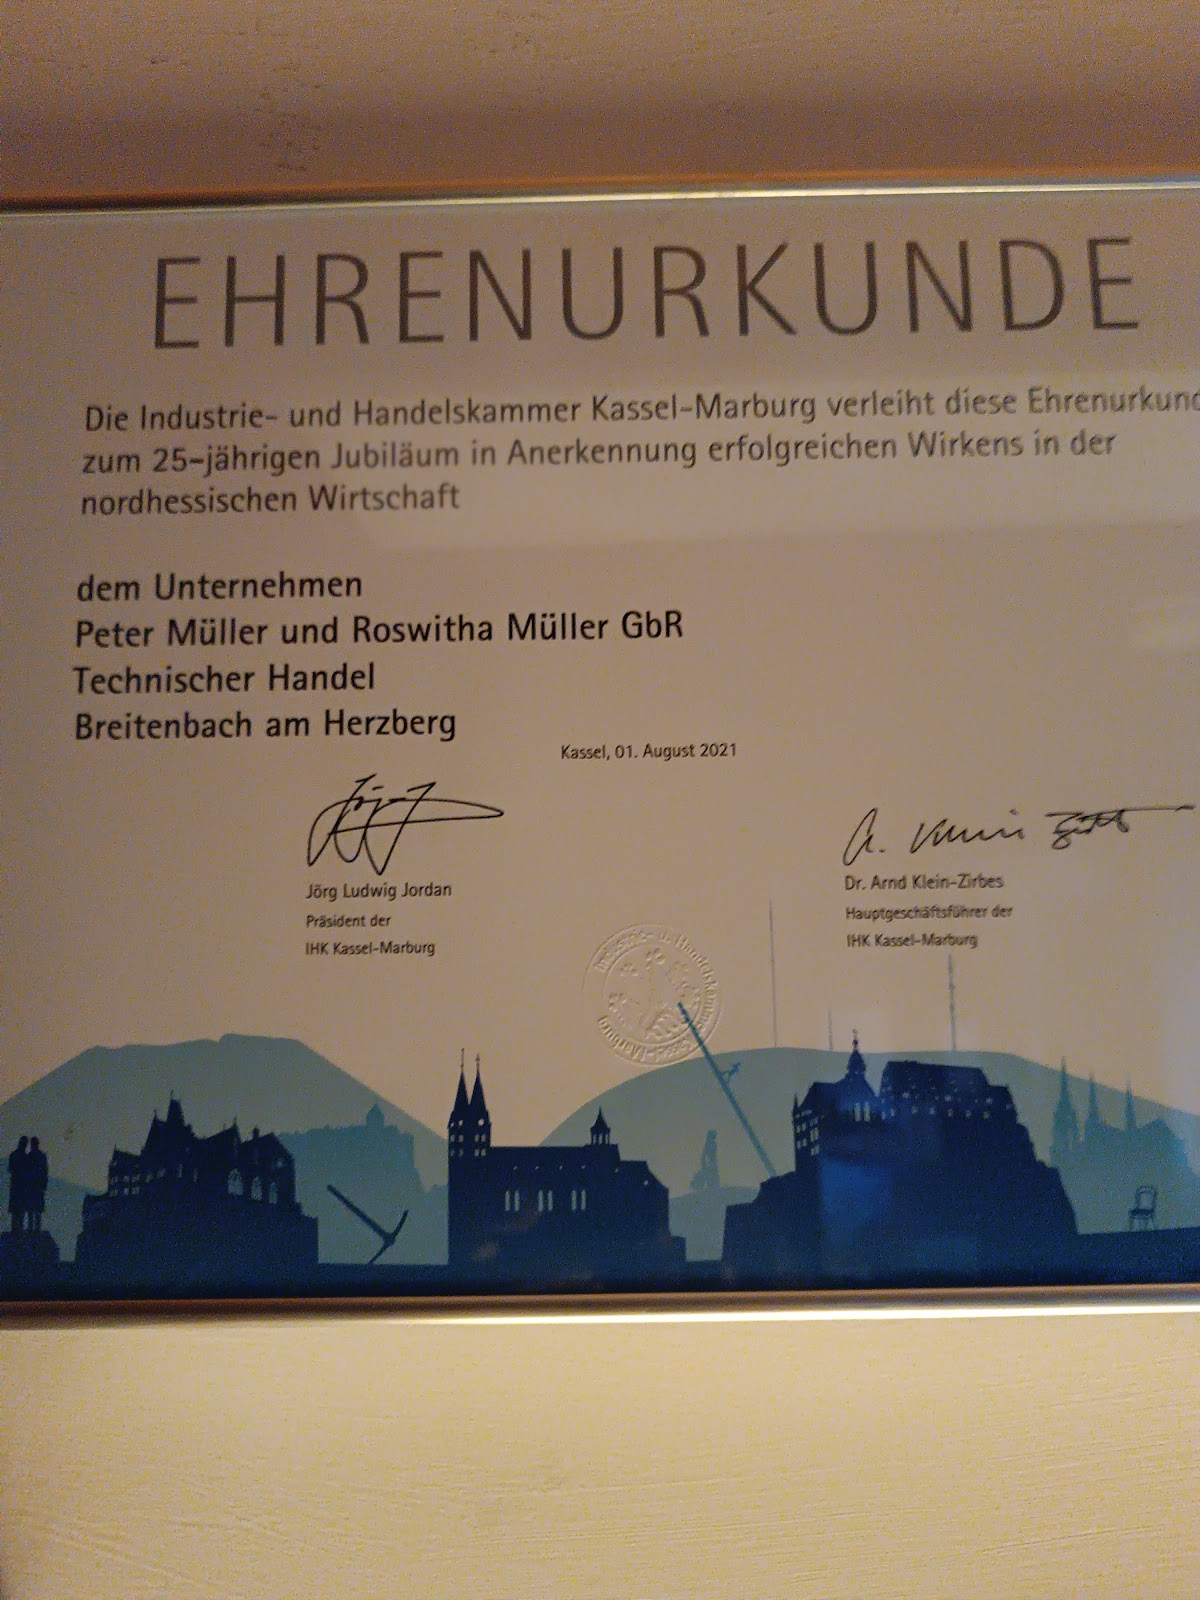 EHRENURKUNDE
Die Industrie- und Handelskammer Kassel-Marburg verleiht diese Ehrenurkund
zum 25-jährigen Jubiläum in Anerkennung erfolgreichen Wirkens in der
nordhessischen Wirtschaft
dem Unternehmen
Peter Müller und Roswitha Müller GbR
Technischer Handel
Breitenbach am Herzberg
Kassel, 01. August 2021
Jörg Ludwig Jordan
Präsident der
IHK Kassel-Marburg
Dr. Arnd Klein-Zirbes
Hauptgeschäftsführer der
IHK Kassel-Marburg